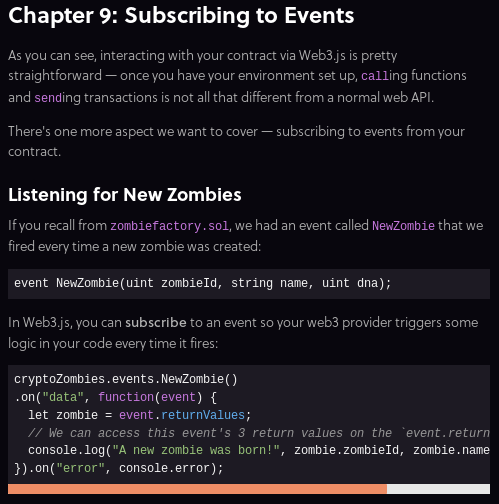 Chapter 9: Subscribing to Events
As you can see, interacting with your contract via Web3.js is pretty
straightforward — once you have your environment set up, calling functions
and sending transactions is not all that different from a normal web API.
There's one more aspect we want to cover — subscribing to events from your
contract.
Listening for New Zombies
If you recall from zombiefactory.sol, we had an event called NewZombie that we
fired every time a new zombie was created:
event NewZombie(uint zombieId, string name, uint dna);
In Web3.js, you can subscribe to an event so your web3 provider triggers some
logic in your code every time it fires:
cryptoZombies.events.NewZombie()
.on("data", function(event) {
  let zombie = event.returnValues;
  // We can access this event's 3 return values on the `event.return
  console.log("A new zombie was born!", zombie.zombieId, zombie.name
}).on("error", console.error);